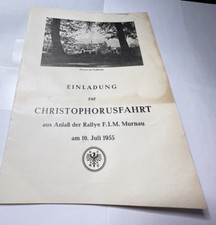 EINLADUNG
zur
CHRISTOPHORUSFAHRT
aus Anlaß der Rallye F.I.M. Murnau
am 10. Juli 1955